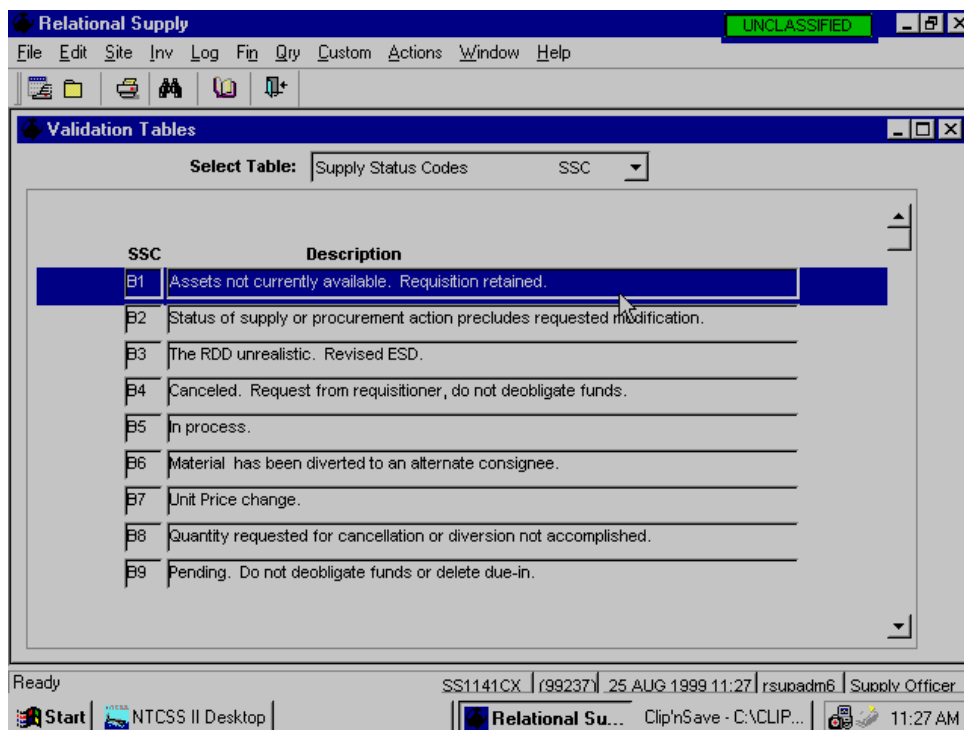 Relational Supply UNCLASSIFIED
File Edit Site Inv Log Fin Qry Custom Actions Window Help
Validation Tables
Select Table: Supply Status Codes SSC
SSC Description
B1 Assets not currently available. Requisition retained.
B2 Status of supply or procurement action precludes requested modification.
B3 The RDD unrealistic. Revised ESD.
B4 Canceled. Request from requisitioner, do not deobligate funds.
B5 In process.
B6 Material has been diverted to an alternate consignee.
B7 Unit Price change.
B8 Quantity requested for cancellation or diversion not accomplished.
B9 Pending. Do not deobligate funds or delete due-in.
Ready SS1141CX (99237) 25 AUG 1999 11:27 rsupadm6 Supply Officer
Start NTCSS II Desktop Relational Su... Clip'nSave - C:\CLIP... 11:27 AM